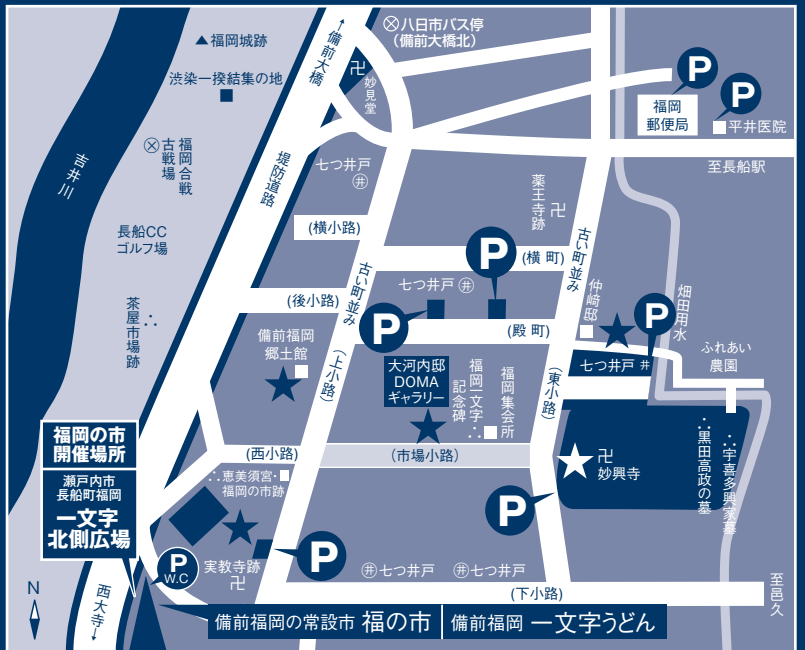 ↑備前大橋
八日市バス停
(備前大橋北)
▲福岡城跡
渋染一揆結集の地
卍
妙見堂
P
P
福岡
郵便局
平井医院
至長船駅
福岡合戦
古戦場
吉井川
堤防道路
七つ井戸
井
薬王寺跡
卍
長船CC
ゴルフ場
(横小路)
古い町並み
P
(横 町)
古い町並み
七つ井戸 井
仲﨑邸
畑田用水
茶屋市場跡
(後小路)
P
(殿 町)
P
備前福岡
郷土館
(上小路)
大河内邸
DOMA
ギャラリー
福岡一文字
記念碑
福岡集会所
(東小路)
七つ井戸 井
ふれあい
農園
福岡の市
開催場所
瀬戸内市
長船町福岡
一文字
北側広場
(西小路)
(市場小路)
恵美須宮・
福岡の市跡
卍
妙興寺
黒田高政の墓
宇喜多興家墓
P
P
W.C
実教寺跡
卍
P
井七つ井戸
井七つ井戸
(下小路)
至邑久
N
西大寺→
備前福岡の常設市 福の市
備前福岡 一文字うどん